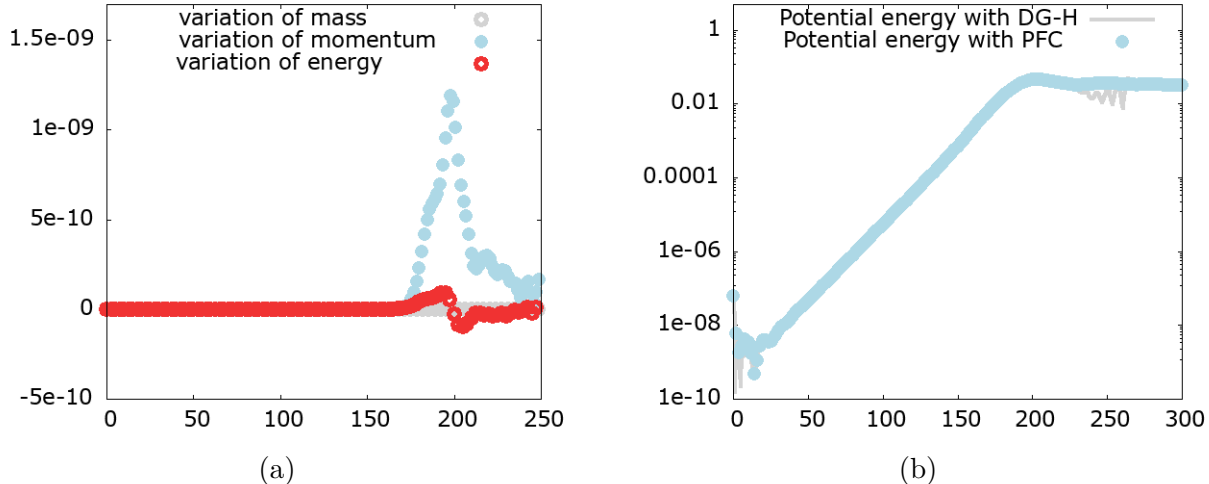 variation of mass
variation of momentum
variation of energy
1.5e-09
1e-09
5e-10
0
-5e-10
0 50 100 150 200 250
(a)
Potential energy with DG-H
Potential energy with PFC
1
0.01
0.0001
1e-06
1e-08
1e-10
0 50 100 150 200 250 300
(b)